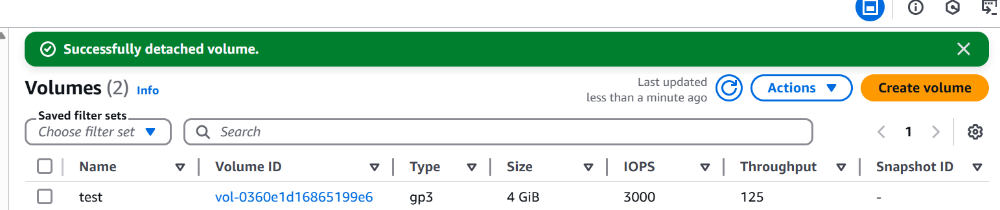 Successfully detached volume.
Volumes (2) Info
Last updated
less than a minute ago
Actions
Create volume
Saved filter sets
Choose filter set
Search
1
Name Volume ID Type Size IOPS Throughput Snapshot ID
test vol-0360e1d16865199e6 gp3 4 GiB 3000 125 -